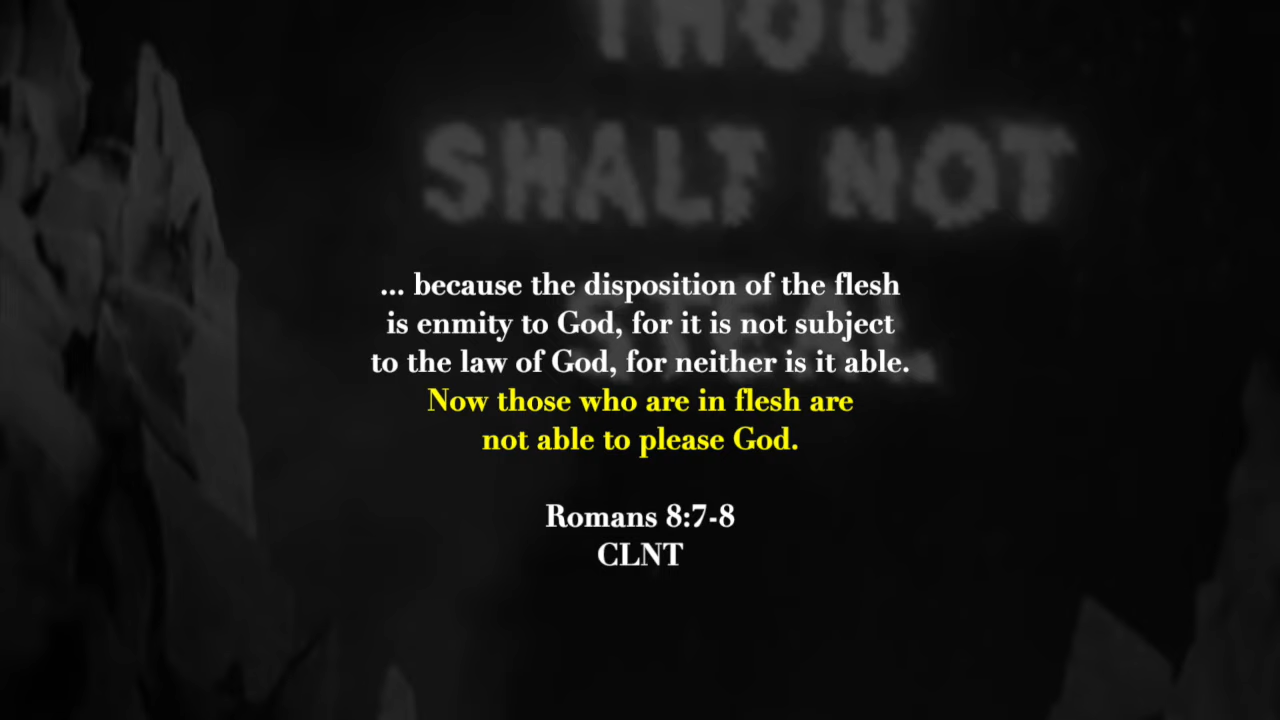 THOU
SHALT NOT
... because the disposition of the flesh
is enmity to God, for it is not subject
to the law of God, for neither is it able.
Now those who are in flesh are
not able to please God.
Romans 8:7-8
CLNT